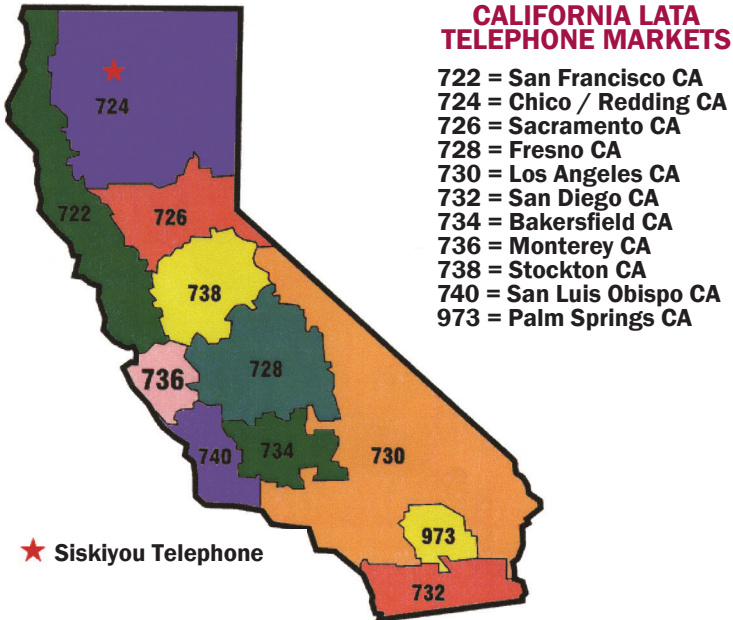 CALIFORNIA LATA
TELEPHONE MARKETS
722 = San Francisco CA
724 = Chico / Redding CA
726 = Sacramento CA
728 = Fresno CA
730 = Los Angeles CA
732 = San Diego CA
734 = Bakersfield CA
736 = Monterey CA
738 = Stockton CA
740 = San Luis Obispo CA
973 = Palm Springs CA
724
722
726
738
736
728
740
734
730
973
732
Siskiyou Telephone